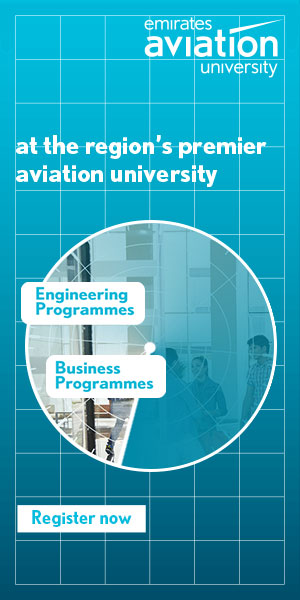 emirates
aviation
university
at the region's premier
aviation university
Engineering
Programmes
Business
Programmes
Register now